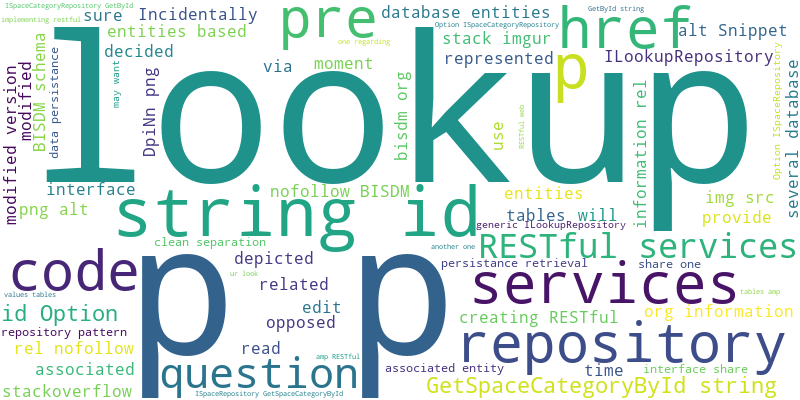 ISpaceCategoryRepository GetById
implementing restful
sure
Incidentally
pre
database entities
GetById string
Option ISpaceCategoryRepository
href
alt Snippet
entities based
one regarding
stack imgur
decided
via
moment
represented
ILookupRepository
lookup
p
modified version
modified
BISDM schema
data persistance
may want
DpiNn png
bisdm org
use
RESTful web
information rel
Option ISpaceRepository
several database
interface
nofollow BISDM
entities
img src
png alt
string id
tables will
provide
generic ILookupRepository
clean separation
another one
RESTful services
code
p p
depicted
persistance retrieval
share one
ur look
related
services
values tables
tables amp
id Option
edit
creating RESTful
org information
opposed
repository pattern
repository
rel nofollow
read
amp RESTful
associated
question
associated entity
time
interface share
stackoverflow
ISpaceRepository GetSpaceCategoryById
GetSpaceCategoryById string